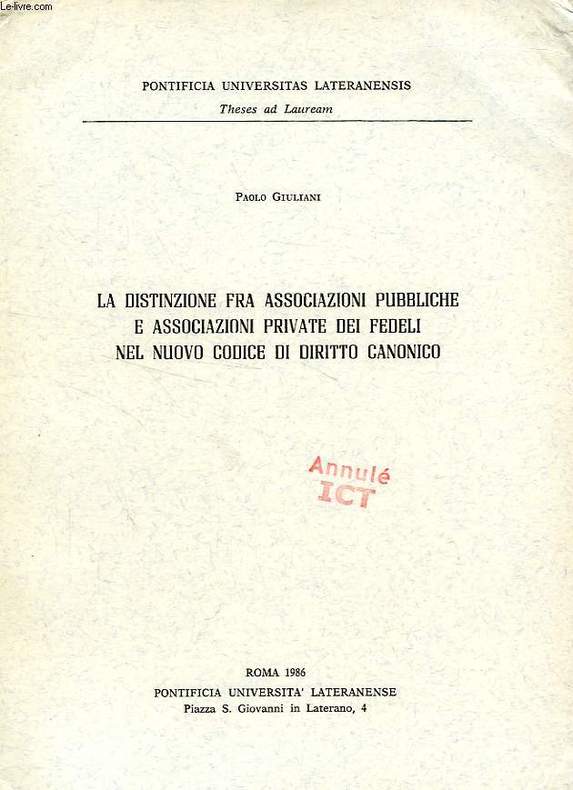 Le-livre.com
PONTIFICIA UNIVERSITAS LATERANENSIS
Theses ad Lauream
PAOLO GIULIANI
LA DISTINZIONE FRA ASSOCIAZIONI PUBBLICHE
E ASSOCIAZIONI PRIVATE DEI FEDELI
NEL NUOVO CODICE DI DIRITTO CANONICO
Annulé
ICT
ROMA 1986
PONTIFICIA UNIVERSITA' LATERANENSE
Piazza S. Giovanni in Laterano, 4